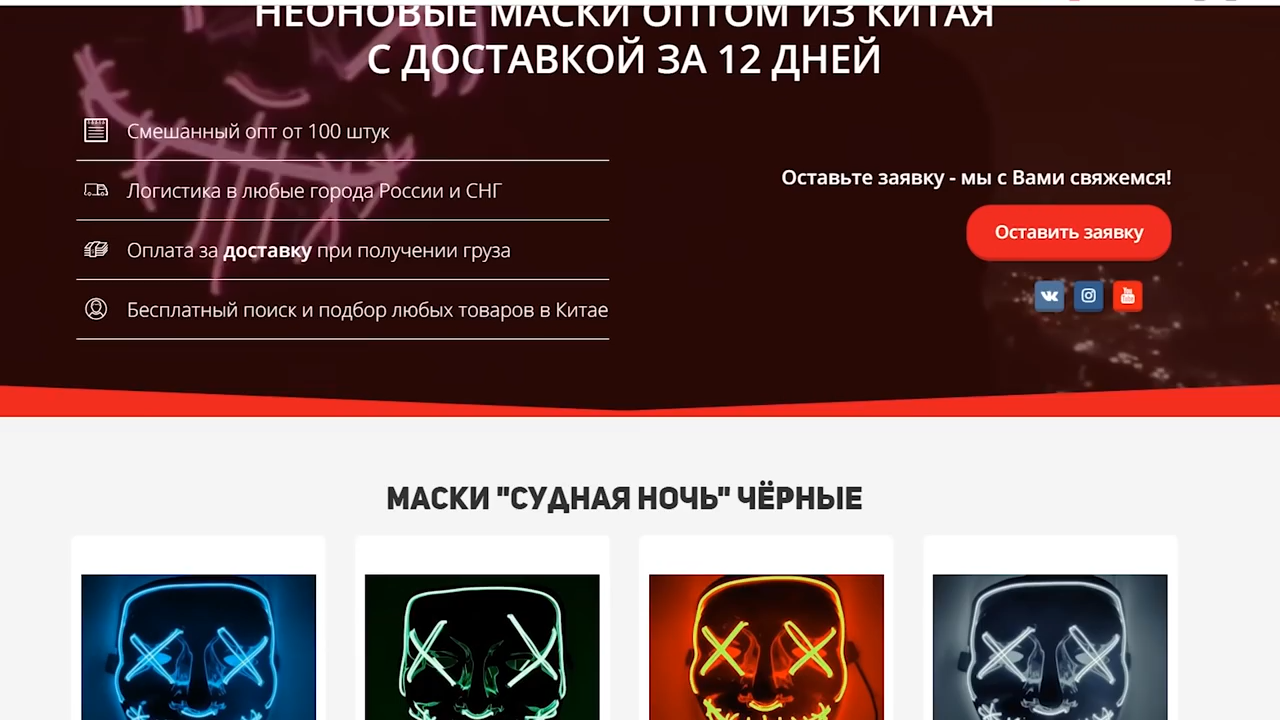 НЕОНОВЫЕ МАСКИ ОПТОМ ИЗ КИТАЯ
С ДОСТАВКОЙ ЗА 12 ДНЕЙ
Смешанный опт от 100 штук
Логистика в любые города России и СНГ
Оплата за доставку при получении груза
Бесплатный поиск и подбор любых товаров в Китае
Оставьте заявку - мы с Вами свяжемся!
Оставить заявку
МАСКИ "СУДНАЯ НОЧЬ" ЧЁРНЫЕ